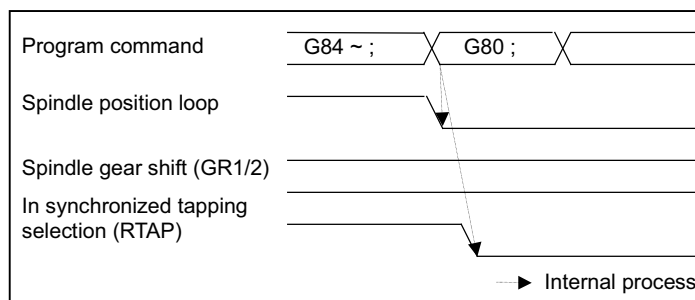 Program command
G84 ~ ;
G80 ;
Spindle position loop
Spindle gear shift (GR1/2)
In synchronized tapping
selection (RTAP)
Internal process